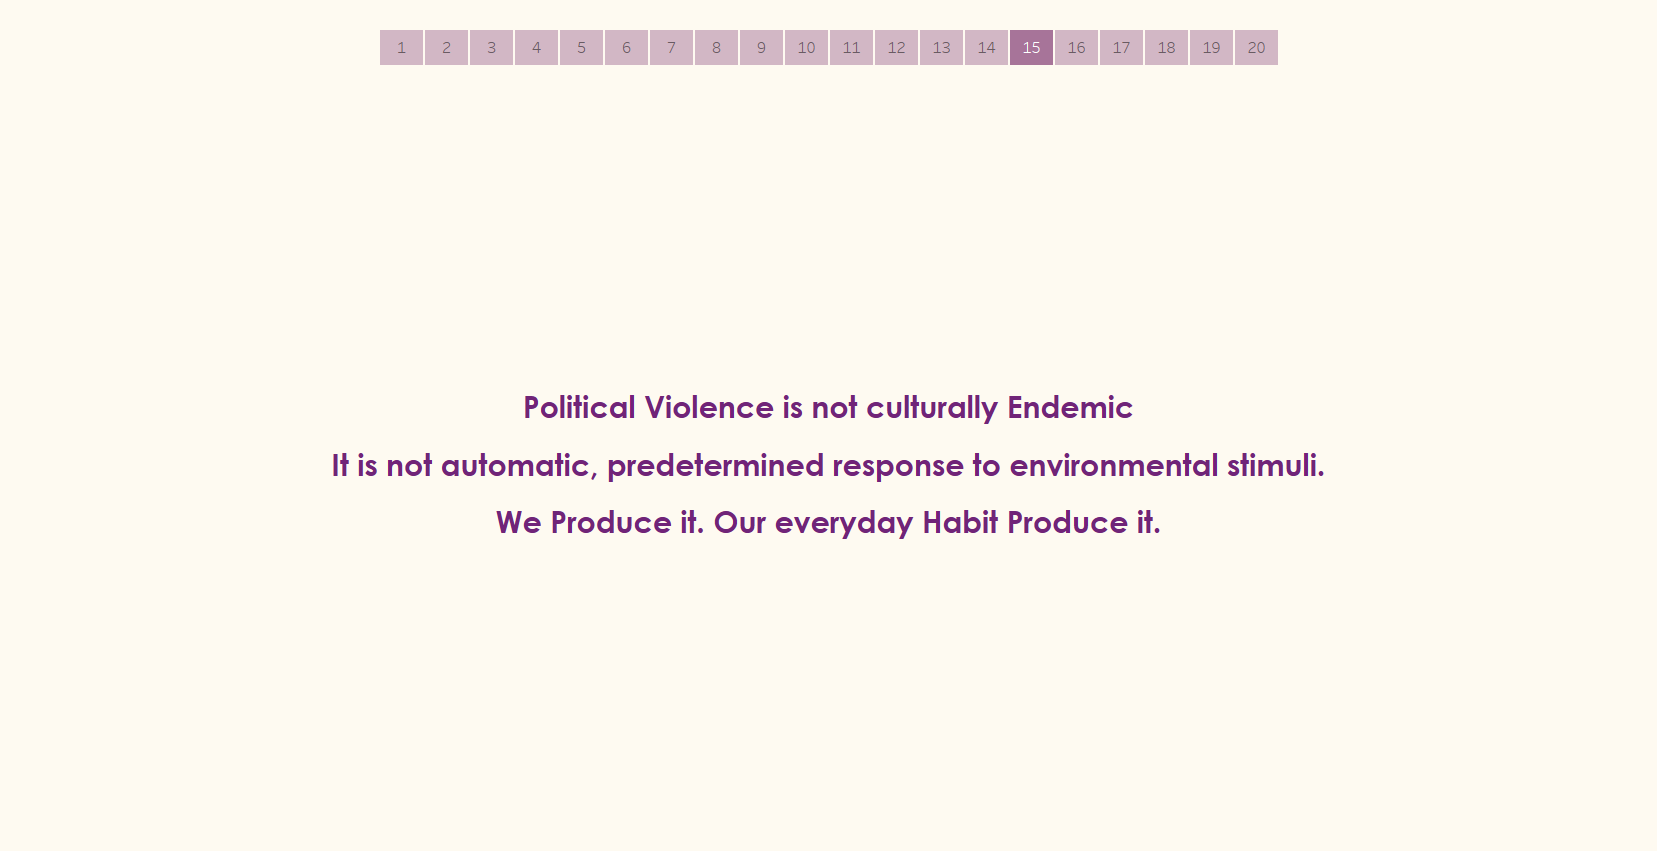 1 2 3 4 5 6 7 8 9 10 11 12 13 14 15 16 17 18 19 20
Political Violence is not culturally Endemic
It is not automatic, predetermined response to environmental stimuli.
We Produce it. Our everyday Habit Produce it.